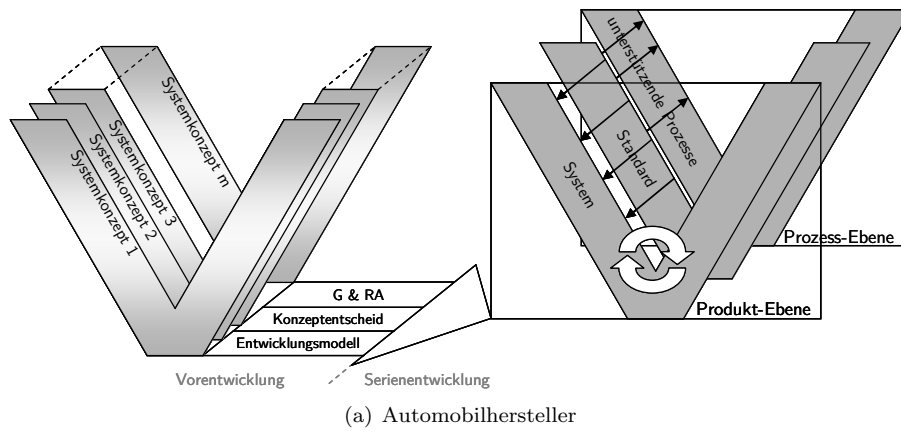 Systemkonzept 1
Systemkonzept 2
Systemkonzept 3
Systemkonzept m
G & RA
Konzeptentscheid
Entwicklungsmodell
Vorentwicklung
Serienentwicklung
System
Standard
unterstützende Prozesse
Prozess-Ebene
Produkt-Ebene
(a) Automobilhersteller